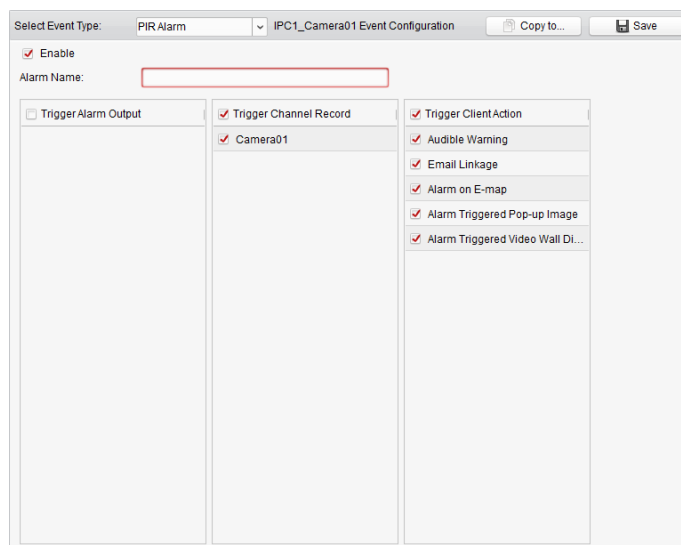 Select Event Type: PIR Alarm IPC1_Camera01 Event Configuration Copy to... Save
Enable
Alarm Name:
Trigger Alarm Output
Trigger Channel Record
Camera01
Trigger Client Action
Audible Warning
Email Linkage
Alarm on E-map
Alarm Triggered Pop-up Image
Alarm Triggered Video Wall Di...